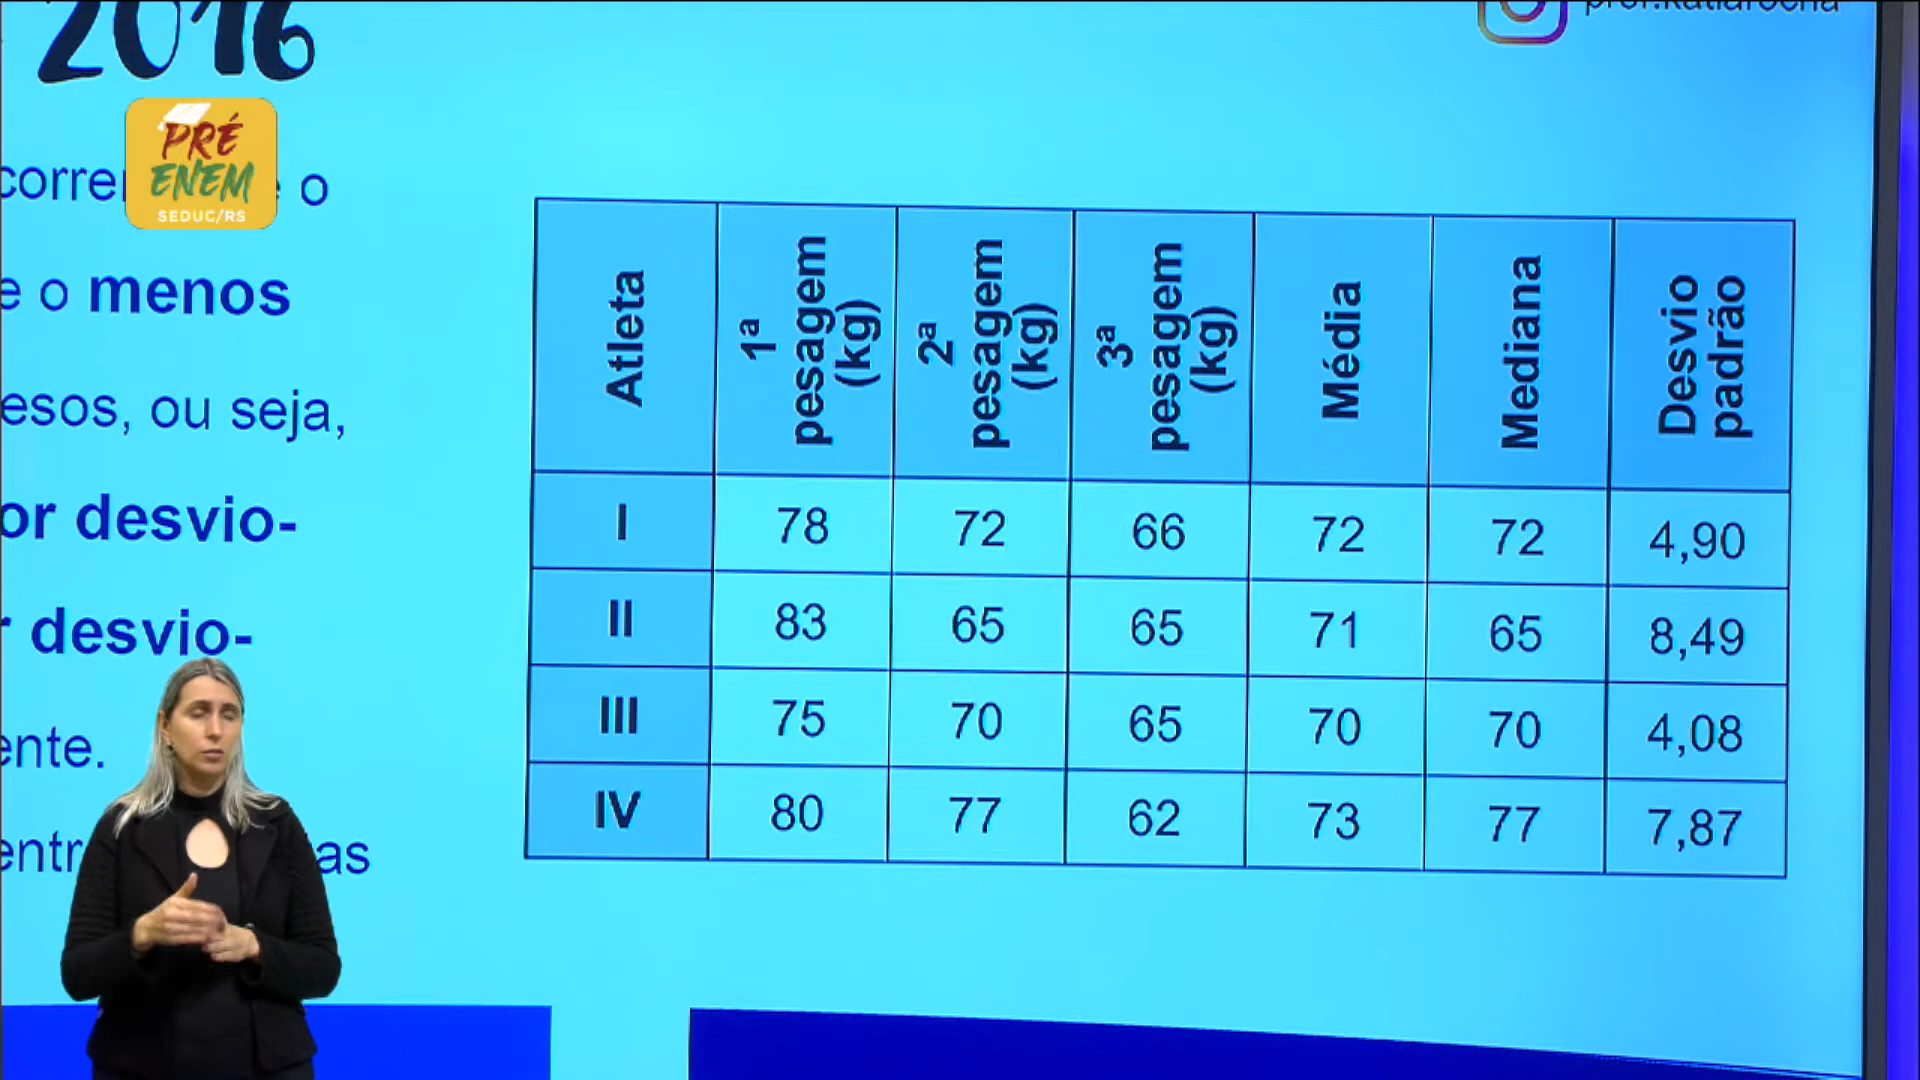 2016
PRÉ
ENEM
SEDUC/RS
o
e o menos
esos, ou seja,
or desvio-
r desvio-
ente.
as
Atleta 1ª pesagem (kg) 2ª pesagem (kg) 3ª pesagem (kg) Média Mediana Desvio padrão
I 78 72 66 72 72 4,90
II 83 65 65 71 65 8,49
III 75 70 65 70 70 4,08
IV 80 77 62 73 77 7,87